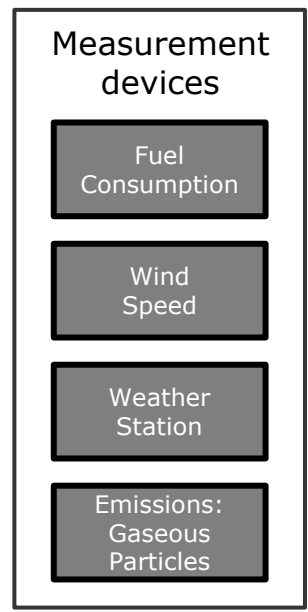 Measurement
devices
Fuel
Consumption
Wind
Speed
Weather
Station
Emissions:
Gaseous
Particles